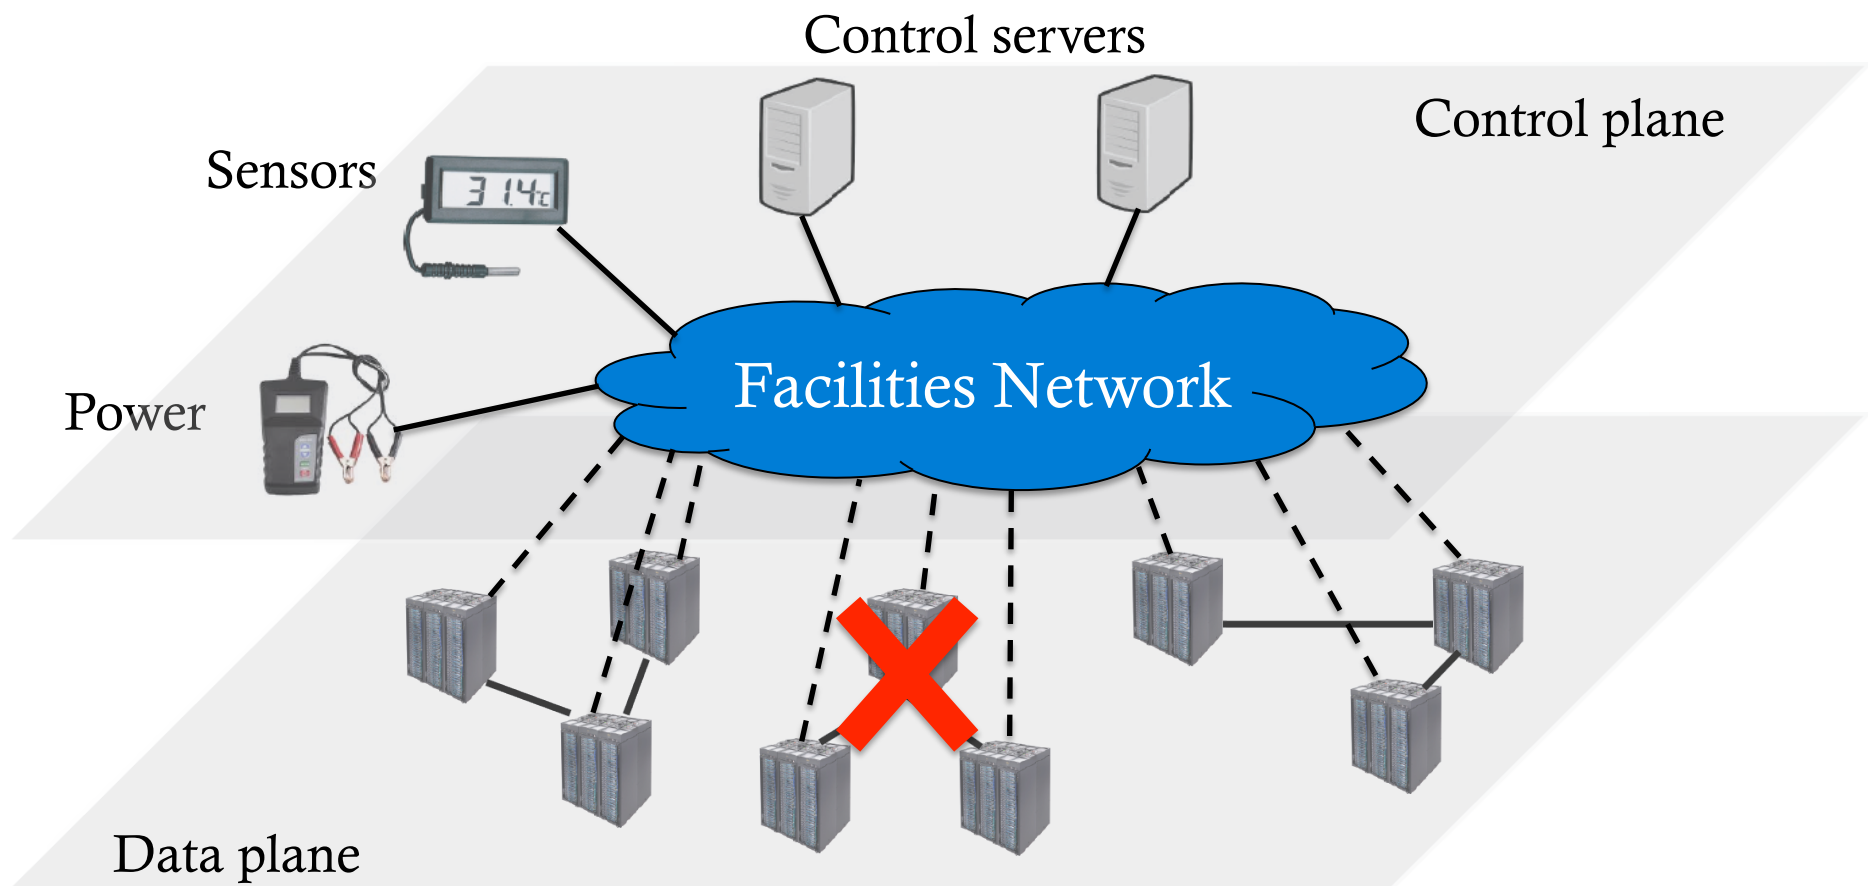 Control servers
Control plane
Sensors
31.4c
Facilities Network
Power
Data plane